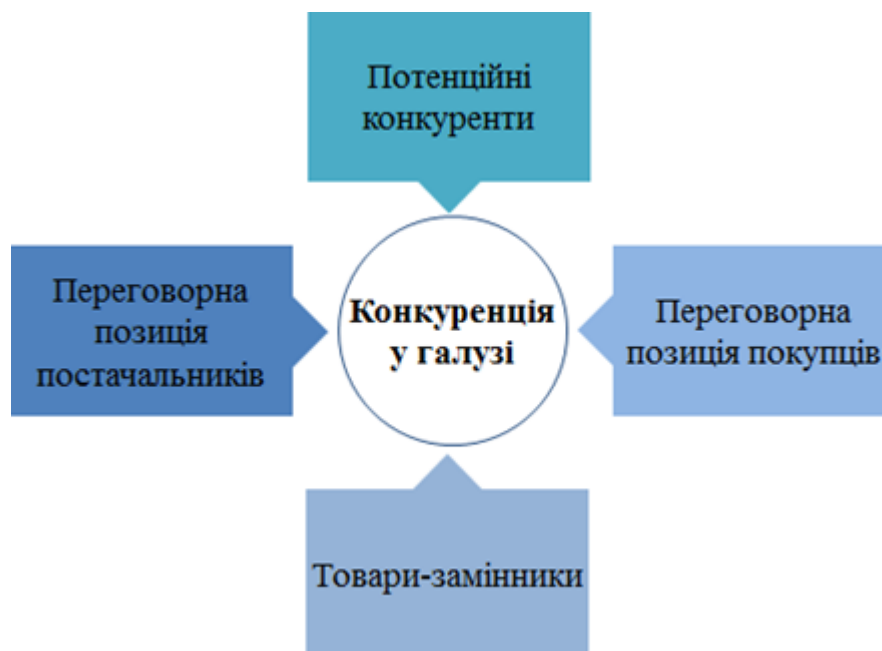 Потенційні
конкуренти
Переговорна
позиція
постачальників
Конкуренція
у галузі
Переговорна
позиція покупців
Товари-замінники